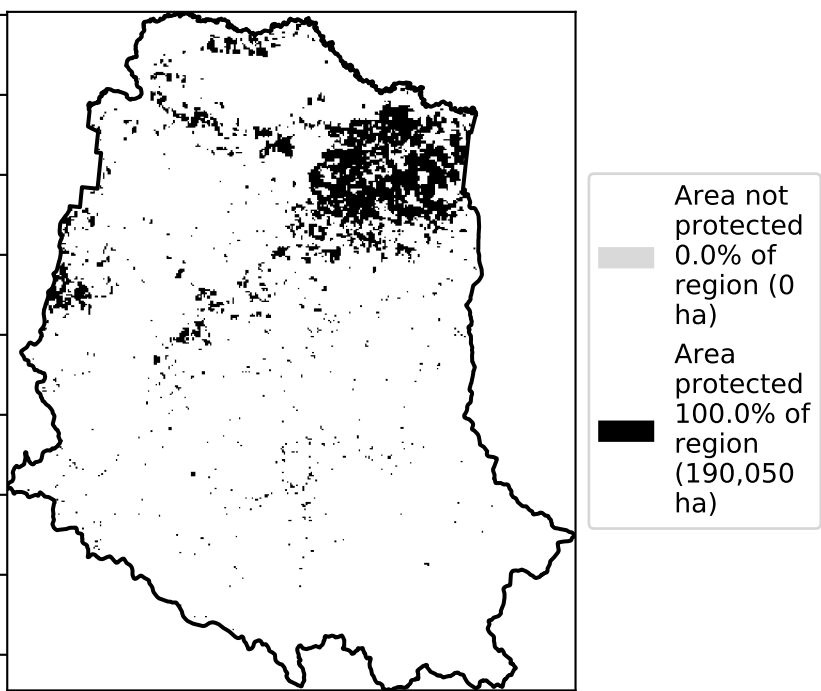 Area not
protected
0.0% of
region (0
ha)
Area
protected
100.0% of
region
(190,050
ha)